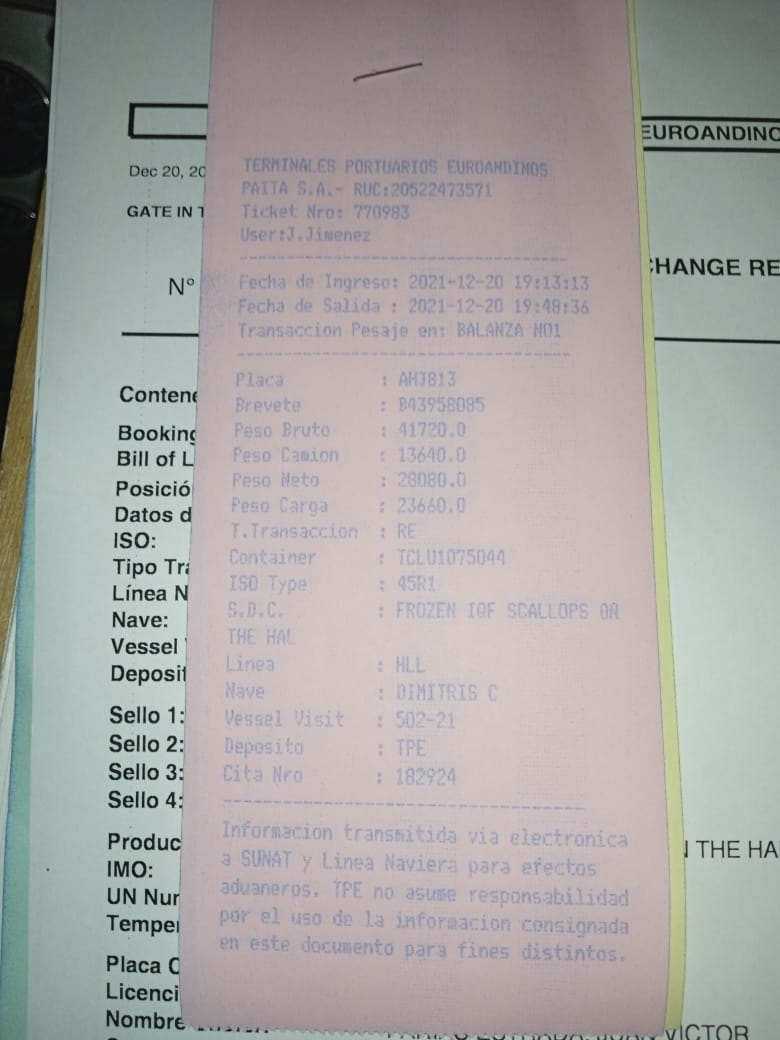 EUROANDINO
Dec 20, 20
GATE IN T
CHANGE RE
N°
TERMINALES PORTUARIOS EUROANDINOS
PAITA S.A.- RUC:20522473571
Ticket Nro: 770983
User:J.Jimenez
Fecha de Ingreso: 2021-12-20 19:13:13
Fecha de Salida : 2021-12-20 19:48:36
Transaccion Pesaje en: BALANZA NO1
Placa : AHJ813
Brevete : B43958085
Peso Bruto : 41720.0
Peso Camion : 13640.0
Peso Neto : 28080.0
Peso Carga : 23660.0
T.Transaccion : RE
Container : TCLU1075044
ISO Type : 45R1
S.D.C. : FROZEN IQF SCALLOPS ON
THE HAL
Linea : HLL
Nave : DIMITRIS C
Vessel Visit : 502-21
Deposito : TPE
Cita Nro : 182924
Informacion transmitida via electronica
a SUNAT y Linea Naviera para efectos
aduaneros. TPE no asume responsabilidad
por el uso de la informacion consignada
en este documento para fines distintos.
Contene
Booking
Bill of L
Posició
Datos d
ISO:
Tipo Tra
Línea N
Nave:
Vessel
Deposit
Sello 1:
Sello 2:
Sello 3:
Sello 4:
Produc
THE HA
IMO:
UN Nur
Temper
Placa C
Licenci
Nombre
VICTOR